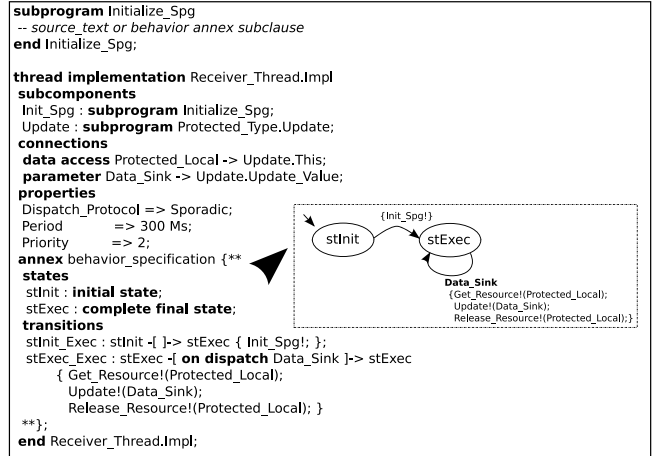 subprogram Initialize_Spg
-- source_text or behavior annex subclause
end Initialize_Spg;
thread implementation Receiver_Thread.Impl
subcomponents
Init_Spg : subprogram Initialize_Spg;
Update : subprogram Protected_Type.Update;
connections
data access Protected_Local -> Update.This;
parameter Data_Sink -> Update.Update_Value;
properties
Dispatch_Protocol => Sporadic;
Period => 300 Ms;
Priority => 2;
annex behavior_specification {**
states
stInit : initial state;
stExec : complete final state;
transitions
stInit_Exec : stInit -[ ]-> stExec { Init_Spg!; };
stExec_Exec : stExec -[ on dispatch Data_Sink ]-> stExec
{ Get_Resource!(Protected_Local);
Update!(Data_Sink);
Release_Resource!(Protected_Local); }
**};
end Receiver_Thread.Impl;
{Init_Spg!}
stInit
stExec
Data_Sink
{Get_Resource!(Protected_Local);
Update!(Data_Sink);
Release_Resource!(Protected_Local);}